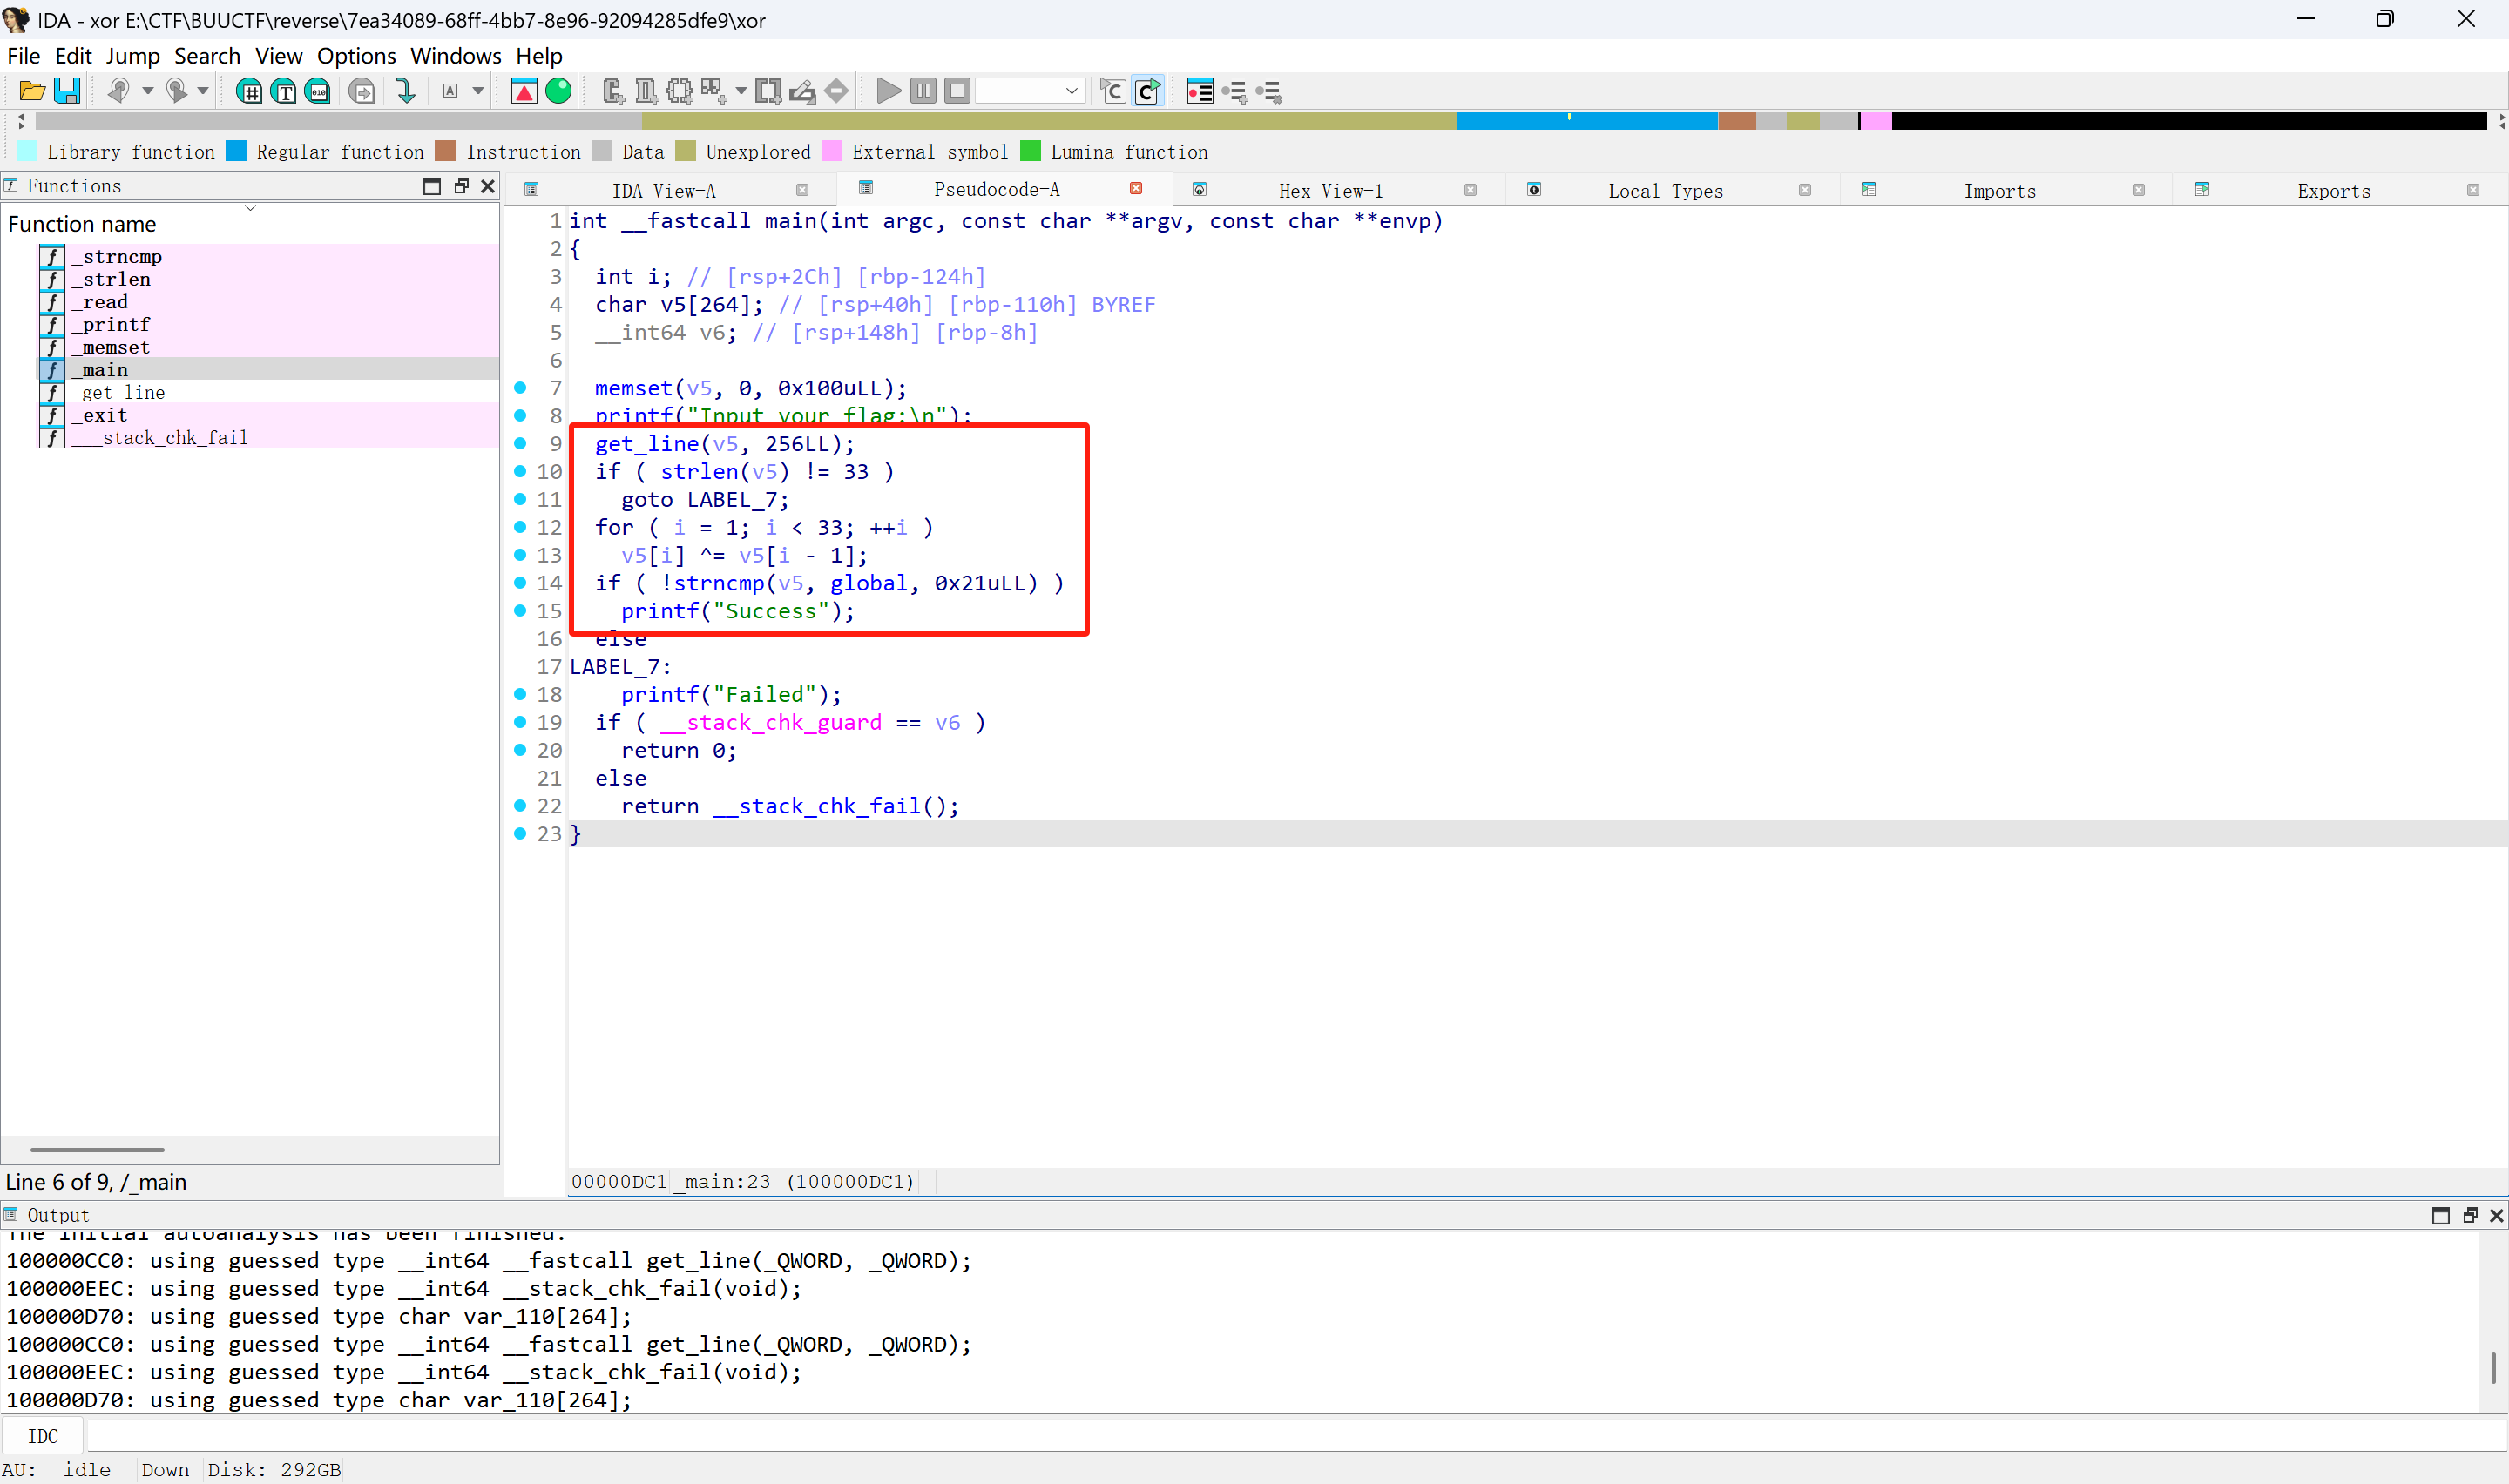 IDA - xor E:\CTF\BUUCTF\reverse\7ea34089-68ff-4bb7-8e96-92094285dfe9\xor
File Edit Jump Search View Options Windows Help
Library function Regular function Instruction Data Unexplored External symbol Lumina function
Functions
IDA View-A Pseudocode-A Hex View-1 Local Types Imports Exports
Function name
_strncmp
_strlen
_read
_printf
_memset
_main
_get_line
_exit
___stack_chk_fail
Line 6 of 9, /_main
1 int __fastcall main(int argc, const char **argv, const char **envp)
2 {
3 int i; // [rsp+2Ch] [rbp-124h]
4 char v5[264]; // [rsp+40h] [rbp-110h] BYREF
5 __int64 v6; // [rsp+148h] [rbp-8h]
6
7 memset(v5, 0, 0x100uLL);
8 printf("Input your flag:\n");
9 get_line(v5, 256LL);
10 if ( strlen(v5) != 33 )
11 goto LABEL_7;
12 for ( i = 1; i < 33; ++i )
13 v5[i] ^= v5[i - 1];
14 if ( !strncmp(v5, global, 0x21uLL) )
15 printf("Success");
16 else
17 LABEL_7:
18 printf("Failed");
19 if ( __stack_chk_guard == v6 )
20 return 0;
21 else
22 return __stack_chk_fail();
23 }
00000DC1 _main:23 (100000DC1)
Output
The initial autoanalysis has been finished.
100000CC0: using guessed type __int64 __fastcall get_line(_QWORD, _QWORD);
100000EEC: using guessed type __int64 __stack_chk_fail(void);
100000D70: using guessed type char var_110[264];
100000CC0: using guessed type __int64 __fastcall get_line(_QWORD, _QWORD);
100000EEC: using guessed type __int64 __stack_chk_fail(void);
100000D70: using guessed type char var_110[264];
IDC
AU: idle Down Disk: 292GB